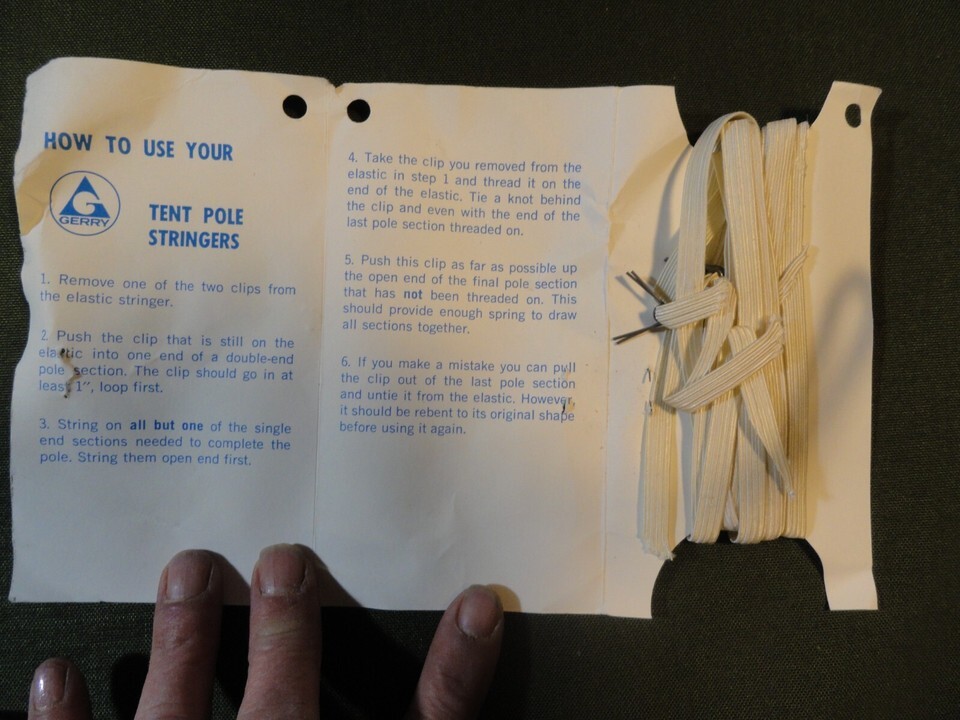 HOW TO USE YOUR
GERRY
TENT POLE
STRINGERS
1. Remove one of the two clips from
the elastic stringer.
2. Push the clip that is still on the
elastic into one end of a double-end
pole section. The clip should go in at
least 1", loop first.
3. String on all but one of the single
end sections needed to complete the
pole. String them open end first.
4. Take the clip you removed from the
elastic in step 1 and thread it on the
end of the elastic. Tie a knot behind
the clip and even with the end of the
last pole section threaded on.
5. Push this clip as far as possible up
the open end of the final pole section
that has not been threaded on. This
should provide enough spring to draw
all sections together.
6. If you make a mistake you can pull
the clip out of the last pole section
and untie it from the elastic. However,
it should be rebent to its original shape
before using it again.